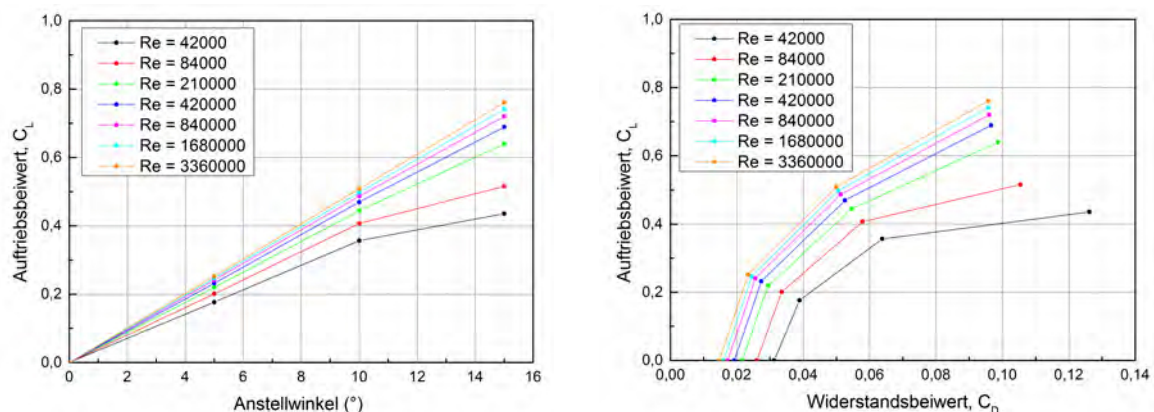 1,0
0,8
0,6
0,4
0,2
0,0
Auftriebsbeiwert, C_L
Re = 42000
Re = 84000
Re = 210000
Re = 420000
Re = 840000
Re = 1680000
Re = 3360000
0 2 4 6 8 10 12 14 16
Anstellwinkel (°)
1,0
0,8
0,6
0,4
0,2
0,0
Auftriebsbeiwert, C_L
Re = 42000
Re = 84000
Re = 210000
Re = 420000
Re = 840000
Re = 1680000
Re = 3360000
0,00 0,02 0,04 0,06 0,08 0,10 0,12 0,14
Widerstandsbeiwert, C_D